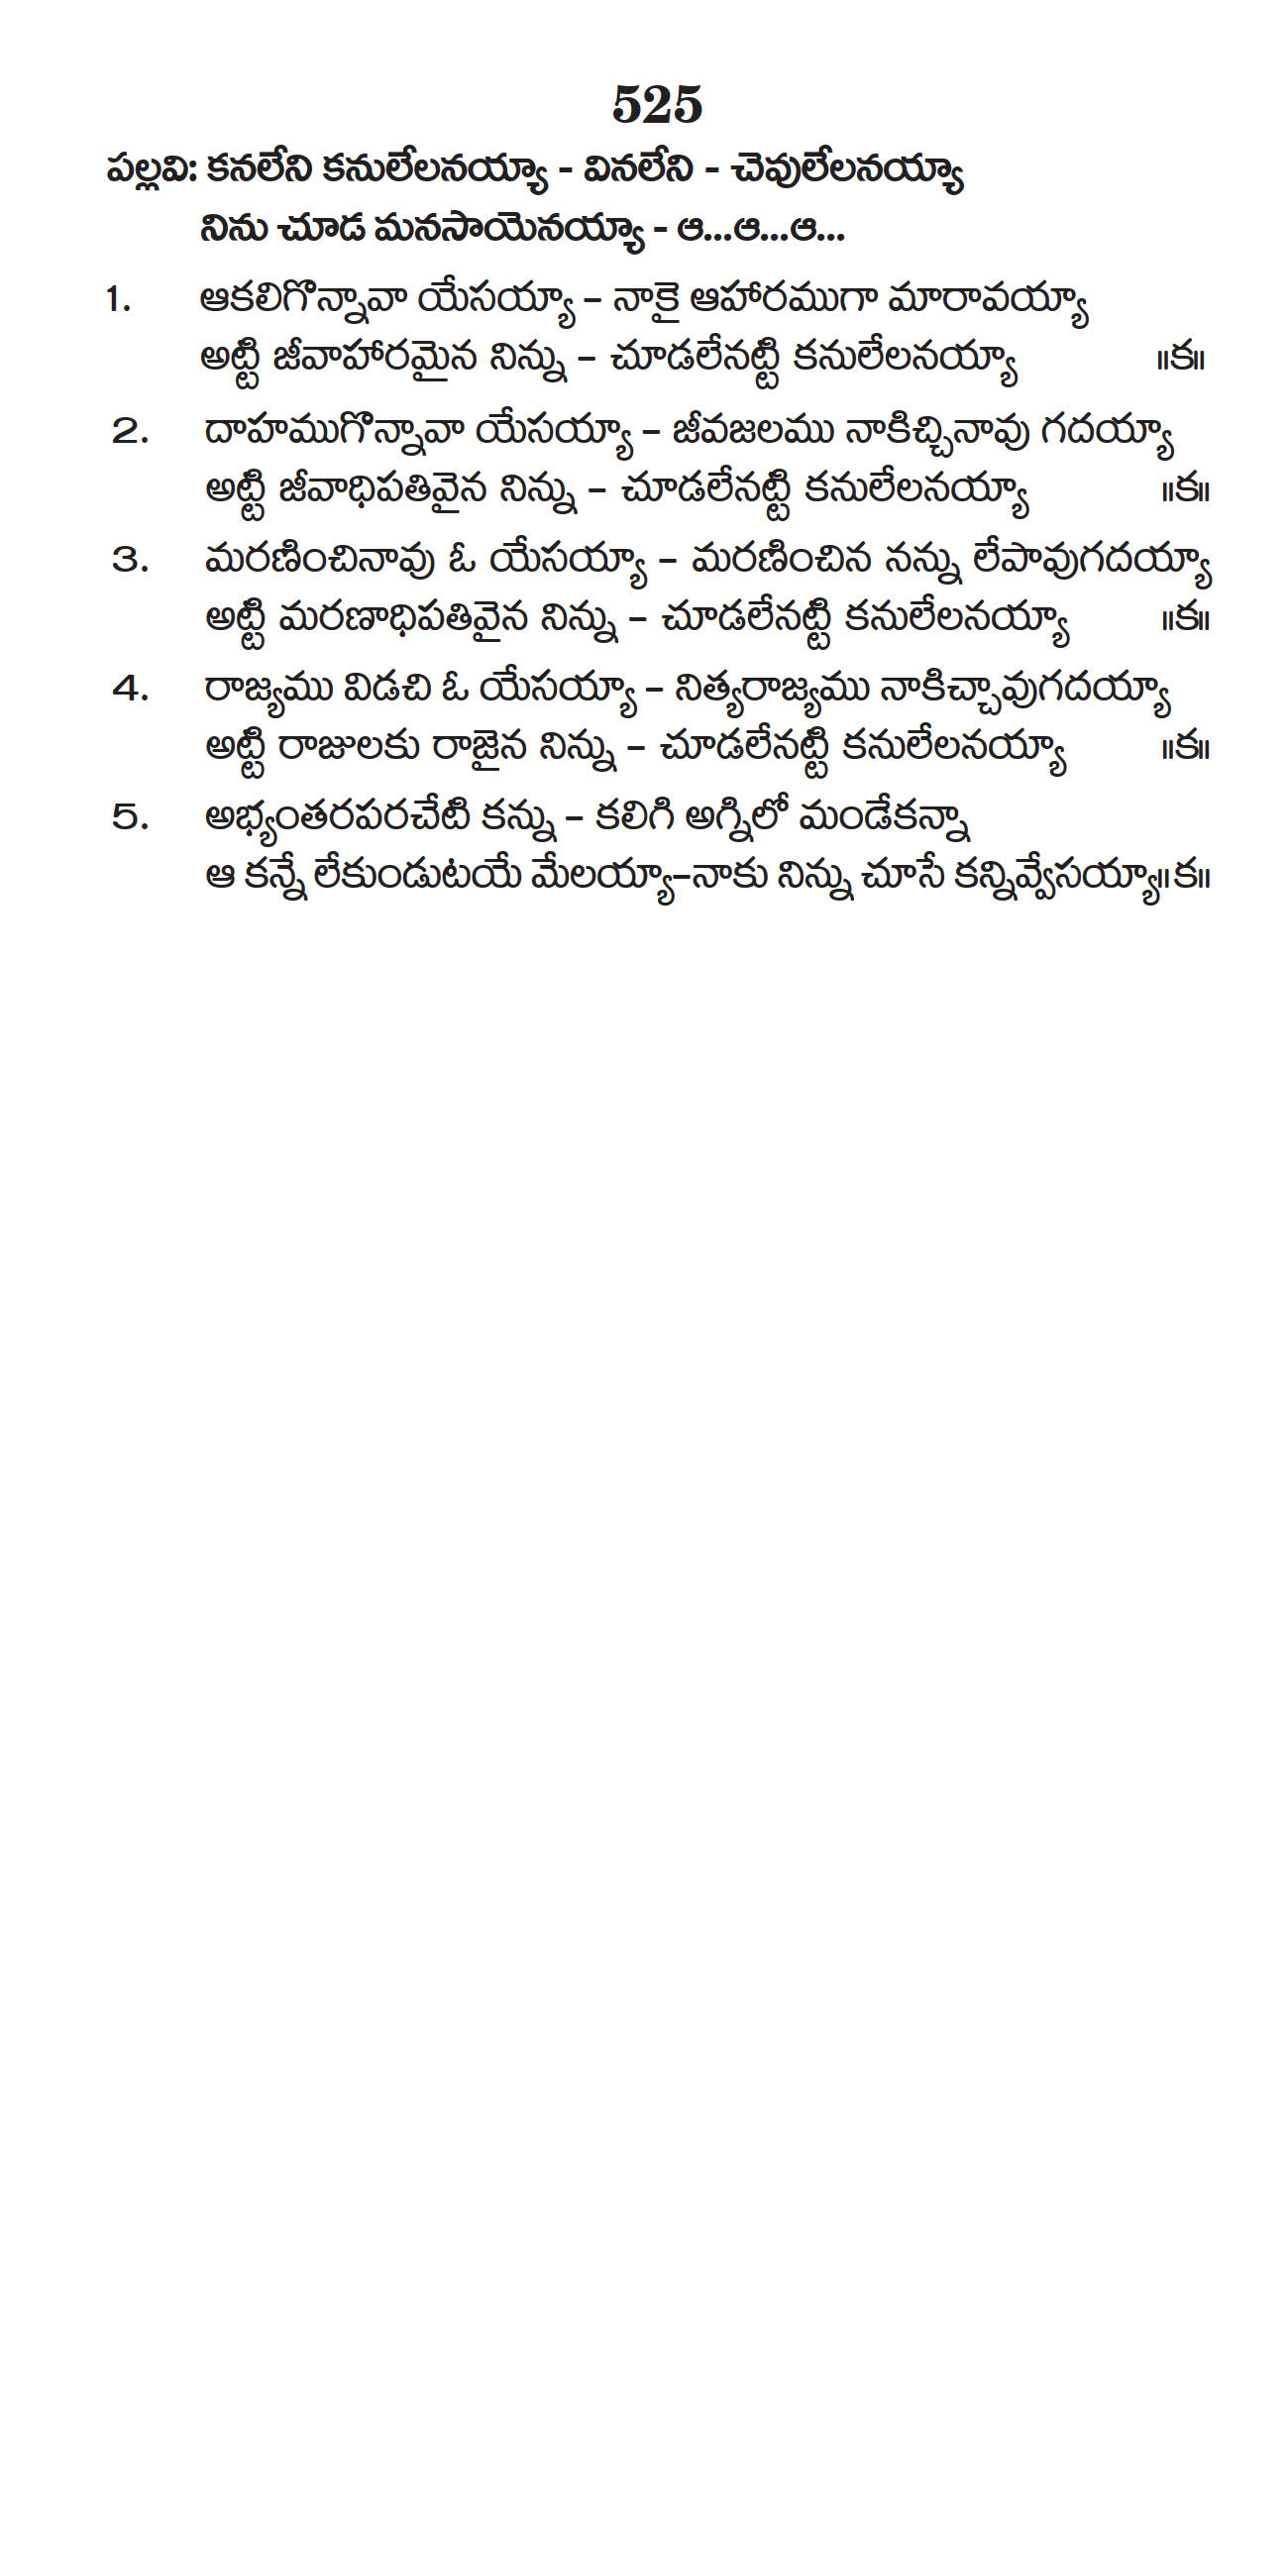 525
పల్లవి: కనలేని కనులేలనయ్యా - వినలేని - చెవులేలనయ్యా
నిను చూడ మనసాయెనయ్యా - ఆ...ఆ...ఆ...
1. ఆకలిగొన్నావా యేసయ్యా – నాకై ఆహారముగా మారావయ్యా
అట్టి జీవాహారమైన నిన్ను – చూడలేనట్టి కనులేలనయ్యా ॥క॥
2. దాహముగొన్నావా యేసయ్యా – జీవజలము నాకిచ్చినావు గదయ్యా
అట్టి జీవాధిపతివైన నిన్ను – చూడలేనట్టి కనులేలనయ్యా ॥క॥
3. మరణించినావు ఓ యేసయ్యా – మరణించిన నన్ను లేపావుగదయ్యా
అట్టి మరణాధిపతివైన నిన్ను – చూడలేనట్టి కనులేలనయ్యా ॥క॥
4. రాజ్యము విడచి ఓ యేసయ్యా – నిత్యరాజ్యము నాకిచ్చావుగదయ్యా
అట్టి రాజులకు రాజైన నిన్ను – చూడలేనట్టి కనులేలనయ్యా ॥క॥
5. అభ్యంతరపరచేటి కన్ను – కలిగి అగ్నిలో మండేకన్నా
ఆ కన్నే లేకుండుటయే మేలయ్యా–నాకు నిన్ను చూసే కన్నివ్వేసయ్యా॥క॥